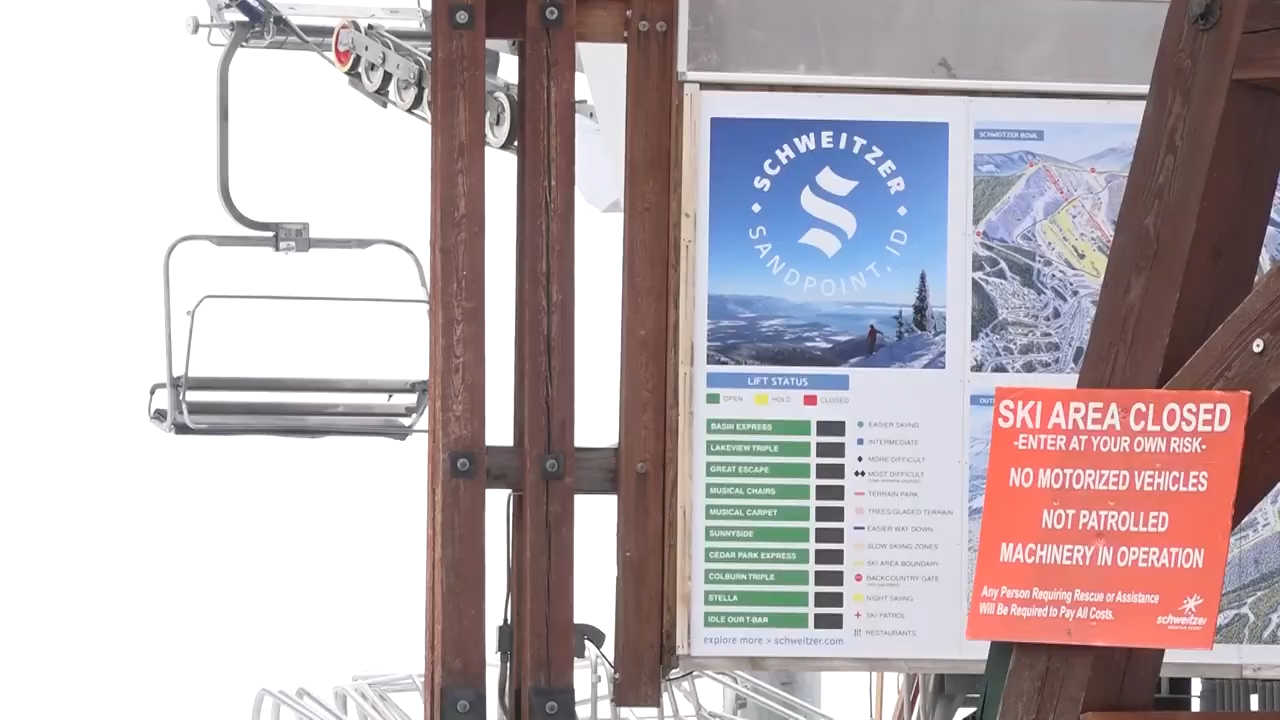 SCHWEITZER
SANDPOINT, ID
SCHWEITZER BOWL
LIFT STATUS
OPEN HOLD CLOSED
BASIN EXPRESS
LAKEVIEW TRIPLE
GREAT ESCAPE
MUSICAL CHAIRS
MUSICAL CARPET
SUNNYSIDE
CEDAR PARK EXPRESS
COLBURN TRIPLE
STELLA
IDLE OUR T-BAR
explore more > schweitzer.com
EASIER SKIING
INTERMEDIATE
MORE DIFFICULT
MOST DIFFICULT
TERRAIN PARK
TREES/GLADED TERRAIN
EASIER WAY DOWN
SLOW SKIING ZONES
SKI AREA BOUNDARY
BACKCOUNTRY GATE
NIGHT SKIING
SKI PATROL
RESTAURANTS
SKI AREA CLOSED
-ENTER AT YOUR OWN RISK-
NO MOTORIZED VEHICLES
NOT PATROLLED
MACHINERY IN OPERATION
Any Person Requiring Rescue or Assistance
Will Be Required to Pay All Costs.
schweitzer